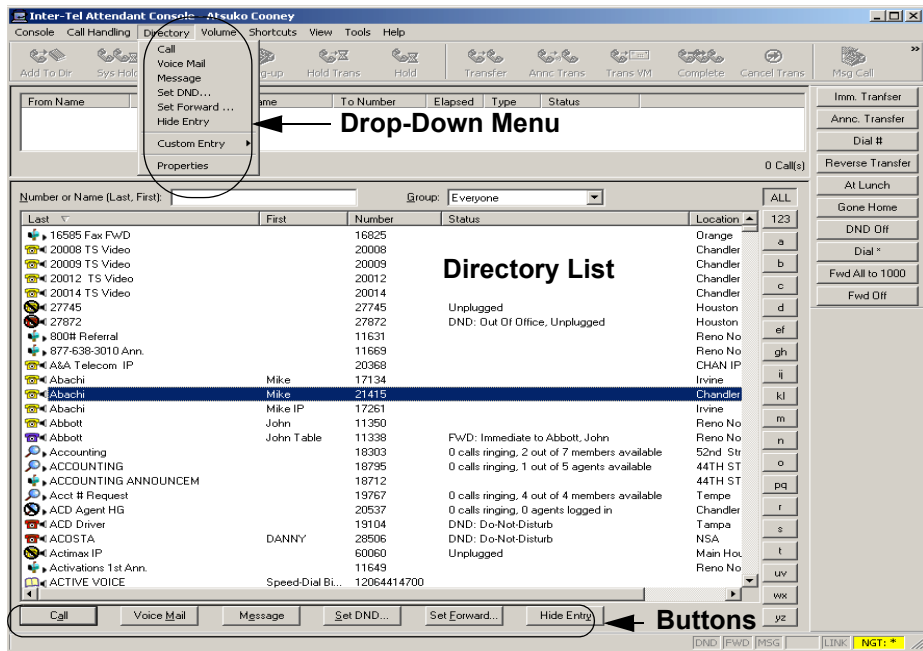 Inter-Tel Attendant Console - Atsuko Cooney
Console Call Handling Directory Volume Shortcuts View Tools Help
Add To Dir Sys Hold g-up Hold Trans Hold Transfer Annc Trans Trans VM Complete Cancel Trans Msg Call »
Call
Voice Mail
Message
Set DND...
Set Forward ...
Hide Entry
Custom Entry
Properties
From Name ame To Number Elapsed Type Status
Drop-Down Menu
0 Call(s)
Imm. Tranfser
Annc. Transfer
Dial #
Reverse Transfer
At Lunch
Gone Home
DND Off
Dial *
Fwd All to 1000
Fwd Off
Number or Name (Last, First): Group: Everyone ALL
Last First Number Status Location 123
Directory List
16585 Fax FWD 16825 Orange
20008 TS Video 20008 Chandler
20009 TS Video 20009 Chandler
20012 TS Video 20012 Chandler
20014 TS Video 20014 Chandler
27745 27745 Unplugged Houston
27872 27872 DND: Out Of Office, Unplugged Houston
800# Referral 11631 Reno No
877-638-3010 Ann. 11669 Reno No
A&A Telecom IP 20368 CHAN IP
Abachi Mike 17134 Irvine
Abachi Mike 21415 Chandler
Abachi Mike IP 17261 Irvine
Abbott John 11350 Reno No
Abbott John Table 11338 FWD: Immediate to Abbott, John Reno No
Accounting 18303 0 calls ringing, 2 out of 7 members available 52nd Str
ACCOUNTING 18795 0 calls ringing, 1 out of 5 agents available 44TH ST
ACCOUNTING ANNOUNCEM 18712 44TH ST
Acct # Request 19767 0 calls ringing, 4 out of 4 members available Tempe
ACD Agent HG 20537 0 calls ringing, 0 agents logged in Chandler
ACD Driver 19104 DND: Do-Not-Disturb Tampa
ACOSTA DANNY 28506 DND: Do-Not-Disturb NSA
Actimax IP 60060 Unplugged Main Hou
Activations 1st Ann. 11649 Reno No
ACTIVE VOICE Speed-Dial Bi... 12064414700
a
b
c
d
ef
gh
ij
kl
m
n
o
pq
r
s
t
uv
wx
yz
Call Voice Mail Message Set DND... Set Forward... Hide Entry
Buttons
DND FWD MSG LINK NGT: *